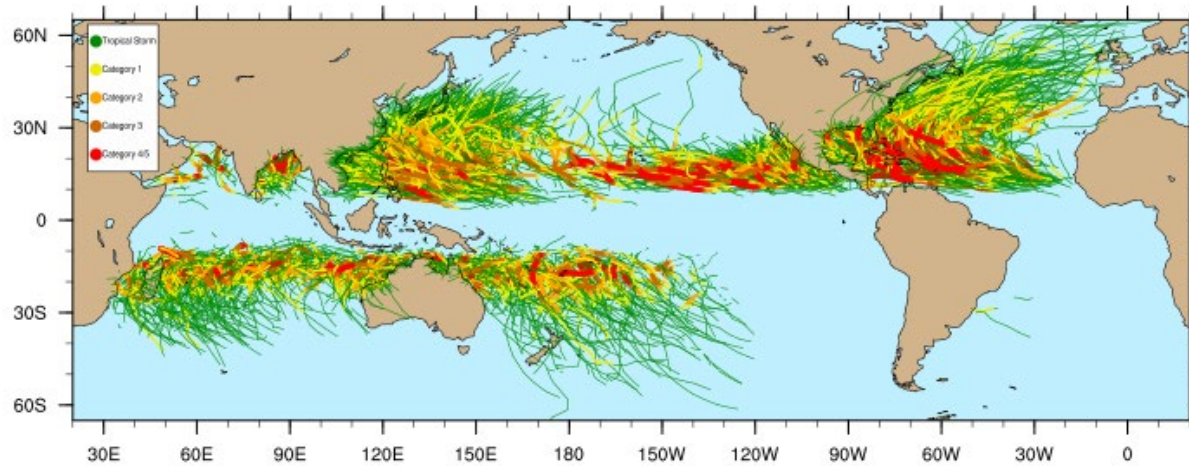 60N
30N
0
30S
60S
Tropical Storm
Category 1
Category 2
Category 3
Category 4/5
30E 60E 90E 120E 150E 180 150W 120W 90W 60W 30W 0